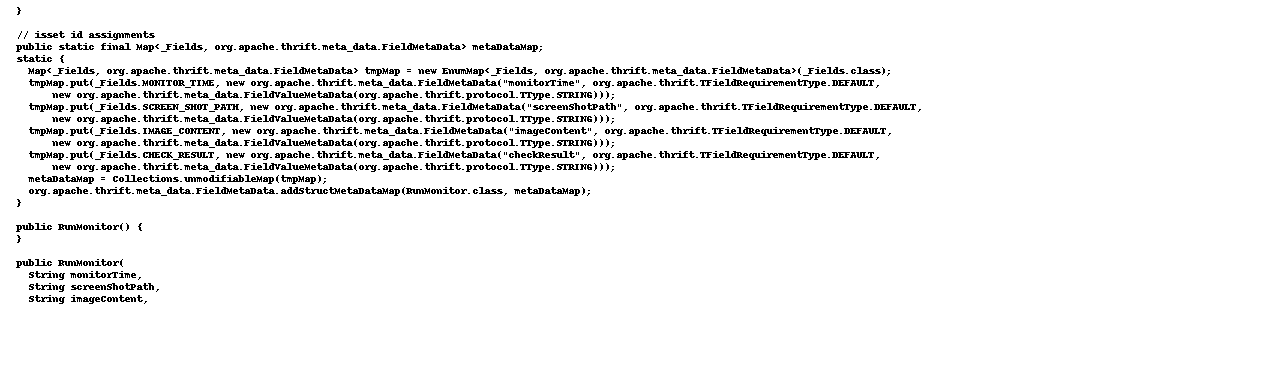 }

// isset id assignments
public static final Map<_Fields, org.apache.thrift.meta_data.FieldMetaData> metaDataMap;
static {
  Map<_Fields, org.apache.thrift.meta_data.FieldMetaData> tmpMap = new EnumMap<_Fields, org.apache.thrift.meta_data.FieldMetaData>(_Fields.class);
  tmpMap.put(_Fields.MONITOR_TIME, new org.apache.thrift.meta_data.FieldMetaData("monitorTime", org.apache.thrift.TFieldRequirementType.DEFAULT,
      new org.apache.thrift.meta_data.FieldValueMetaData(org.apache.thrift.protocol.TType.STRING)));
  tmpMap.put(_Fields.SCREEN_SHOT_PATH, new org.apache.thrift.meta_data.FieldMetaData("screenShotPath", org.apache.thrift.TFieldRequirementType.DEFAULT,
      new org.apache.thrift.meta_data.FieldValueMetaData(org.apache.thrift.protocol.TType.STRING)));
  tmpMap.put(_Fields.IMAGE_CONTENT, new org.apache.thrift.meta_data.FieldMetaData("imageContent", org.apache.thrift.TFieldRequirementType.DEFAULT,
      new org.apache.thrift.meta_data.FieldValueMetaData(org.apache.thrift.protocol.TType.STRING)));
  tmpMap.put(_Fields.CHECK_RESULT, new org.apache.thrift.meta_data.FieldMetaData("checkResult", org.apache.thrift.TFieldRequirementType.DEFAULT,
      new org.apache.thrift.meta_data.FieldValueMetaData(org.apache.thrift.protocol.TType.STRING)));
  metaDataMap = Collections.unmodifiableMap(tmpMap);
  org.apache.thrift.meta_data.FieldMetaData.addStructMetaDataMap(RunMonitor.class, metaDataMap);
}

public RunMonitor() {
}

public RunMonitor(
  String monitorTime,
  String screenShotPath,
  String imageContent,